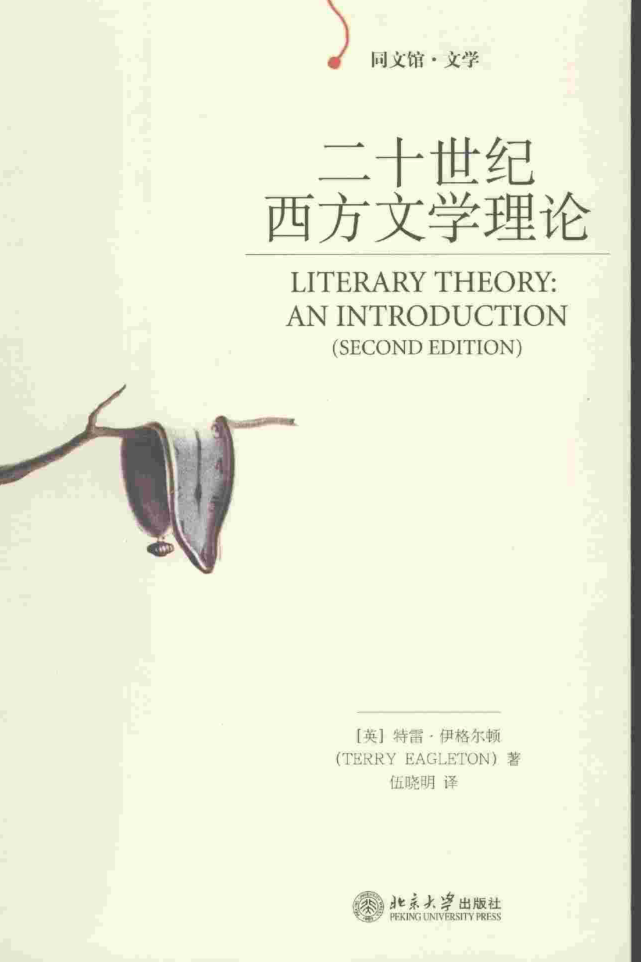 同文馆·文学
二十世纪
西方文学理论
LITERARY THEORY:
AN INTRODUCTION
(SECOND EDITION)
[英] 特雷·伊格尔顿
(TERRY EAGLETON) 著
伍晓明 译
北京大学出版社
PEKING UNIVERSITY PRESS